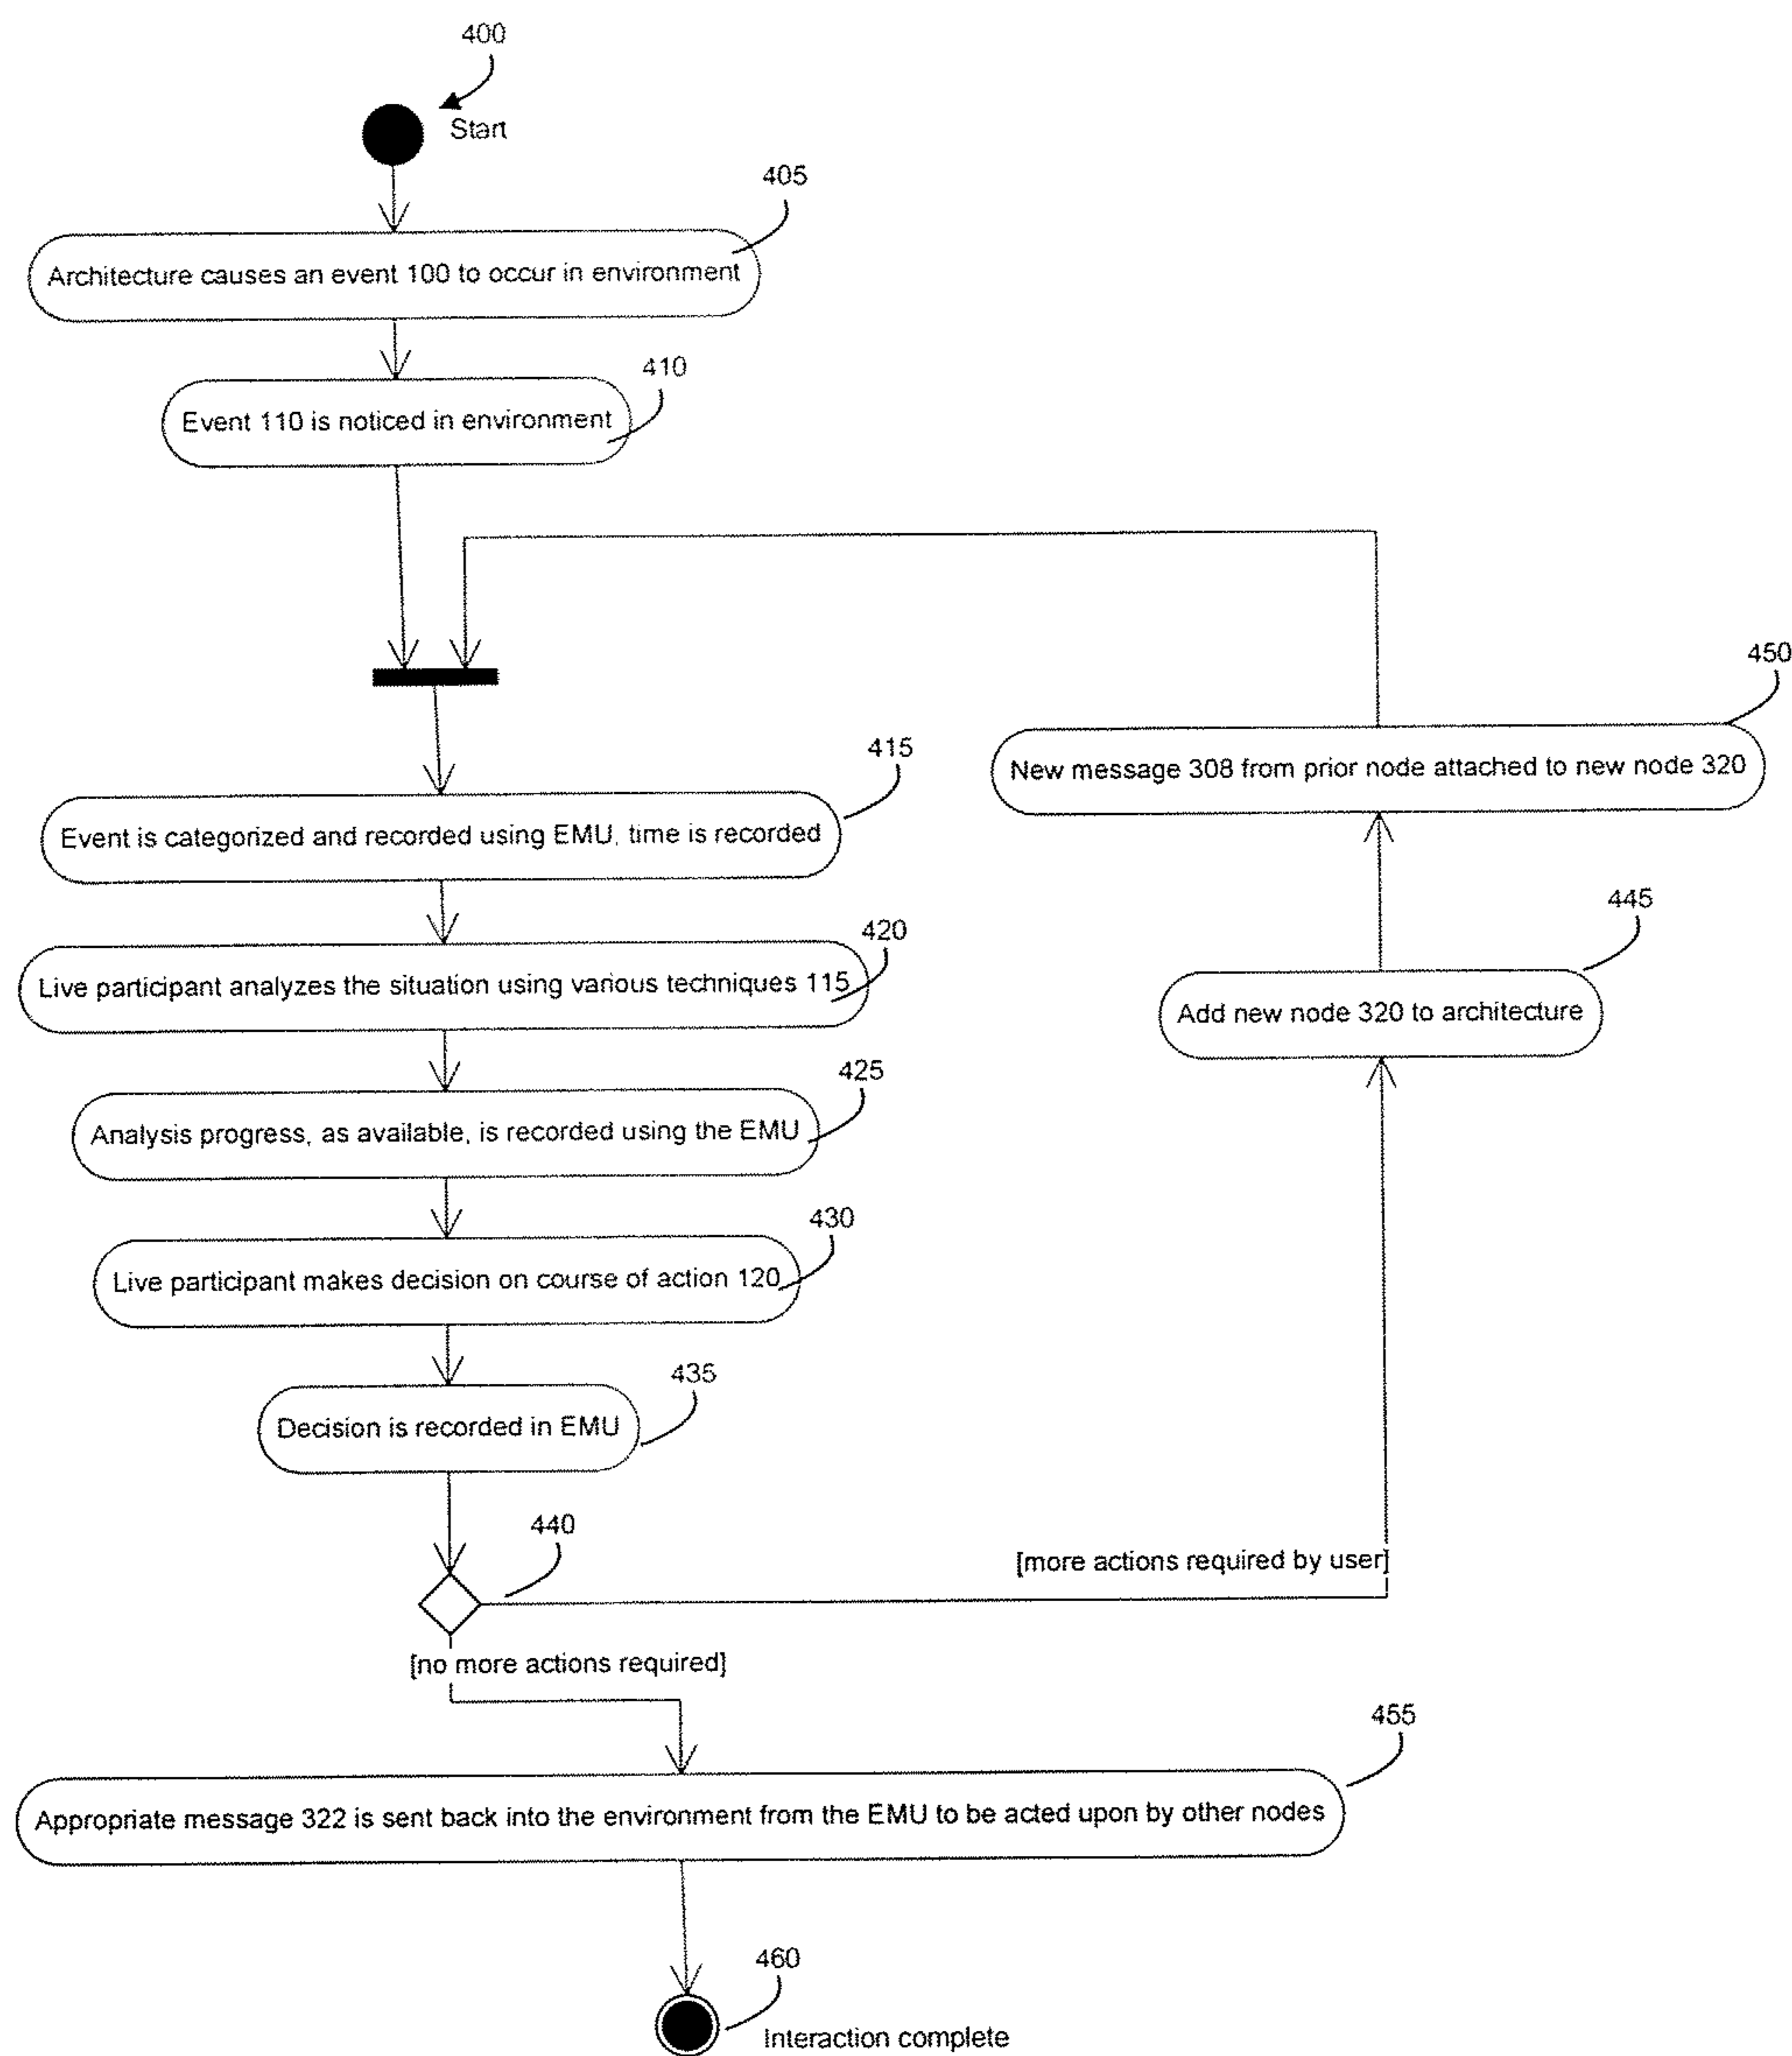 400
Start
405
Architecture causes an event 100 to occur in environment
410
Event 110 is noticed in environment
450
New message 308 from prior node attached to new node 320
415
Event is categorized and recorded using EMU, time is recorded
445
Add new node 320 to architecture
420
Live participant analyzes the situation using various techniques 115
425
Analysis progress, as available, is recorded using the EMU
430
Live participant makes decision on course of action 120
435
Decision is recorded in EMU
440
[more actions required by user]
[no more actions required]
455
Appropriate message 322 is sent back into the environment from the EMU to be acted upon by other nodes
460
Interaction complete